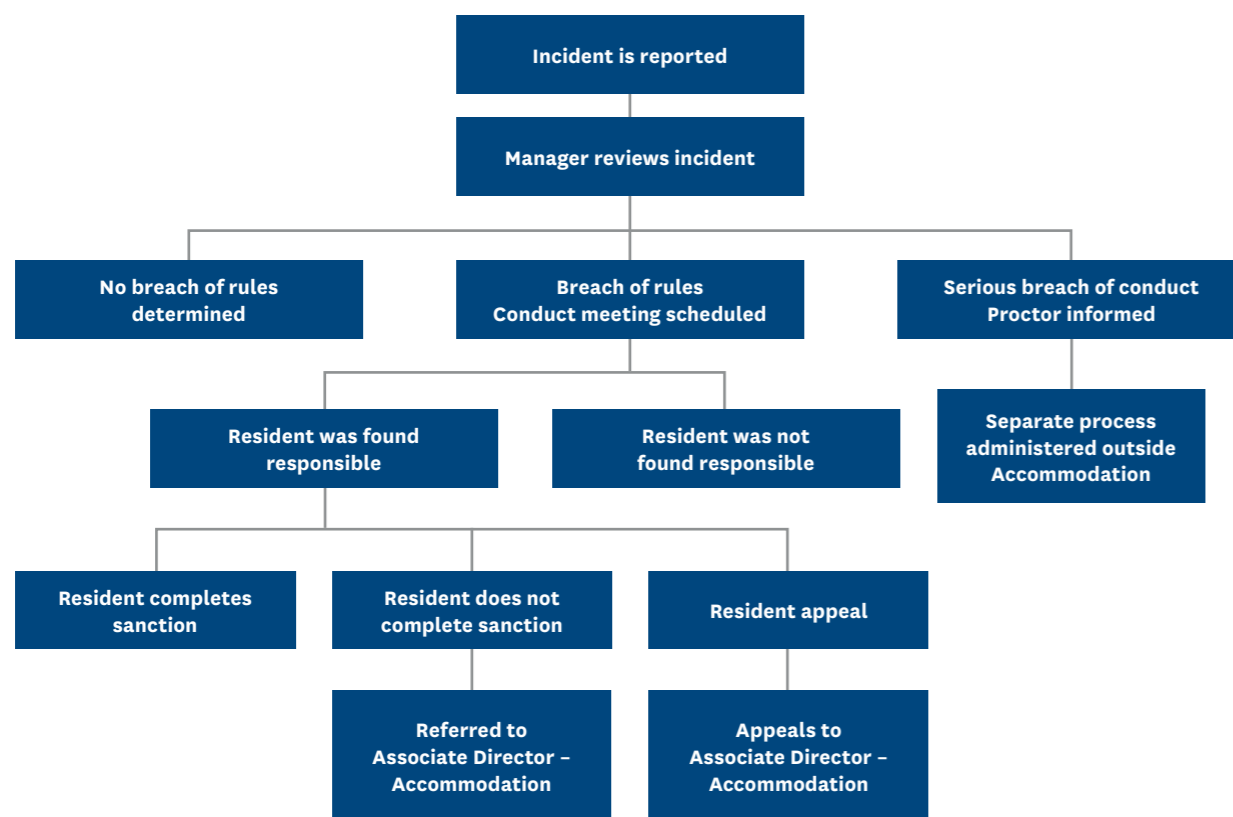 Incident is reported
Manager reviews incident
No breach of rules
determined
Breach of rules
Conduct meeting scheduled
Serious breach of conduct
Proctor informed
Resident was found
responsible
Resident was not
found responsible
Separate process
administered outside
Accommodation
Resident completes
sanction
Resident does not
complete sanction
Resident appeal
Referred to
Associate Director –
Accommodation
Appeals to
Associate Director –
Accommodation